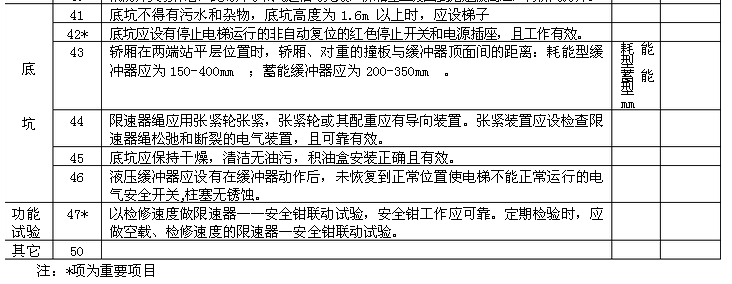 41 底坑不得有污水和杂物，底坑高度为1.6m以上时，应设梯子
42* 底坑应设有停止电梯运行的非自动复位的红色停止开关和电源插座，且工作有效。
底坑
43 轿厢在两端站平层位置时，轿厢、对重的撞板与缓冲器顶面间的距离：耗能型缓
冲器应为150-400mm ；蓄能缓冲器应为200-350mm 。
耗能
型
蓄能
型
mm
44 限速器绳应用张紧轮张紧，张紧轮或其配重应有导向装置。张紧装置应设检查限
速器绳松弛和断裂的电气装置，且可靠有效。
45 底坑应保持干燥，清洁无油污，积油盒安装正确且有效。
46 液压缓冲器应设有在缓冲器动作后，未恢复到正常位置使电梯不能正常运行的电
气安全开关,柱塞无锈蚀。
功能
试验
47* 以检修速度做限速器——安全钳联动试验，安全钳工作应可靠。定期检验时，应
做空载、检修速度的限速器—安全钳联动试验。
其它 50
注：*项为重要项目